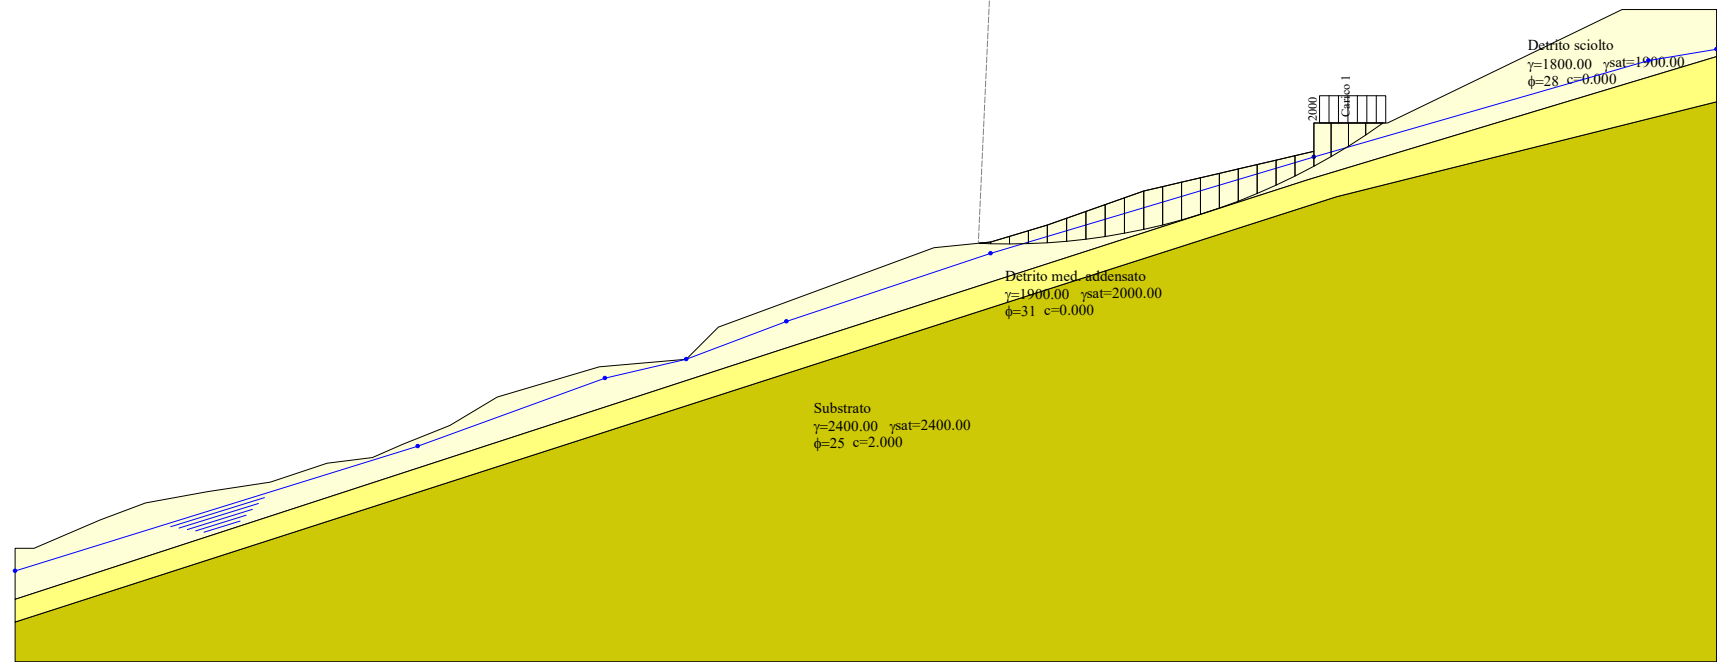 Detrito sciolto
γ=1800.00 γsat=1900.00
ϕ=28 c=0.000
2000
Carico 1
Detrito med. addensato
γ=1900.00 γsat=2000.00
ϕ=31 c=0.000
Substrato
γ=2400.00 γsat=2400.00
ϕ=25 c=2.000